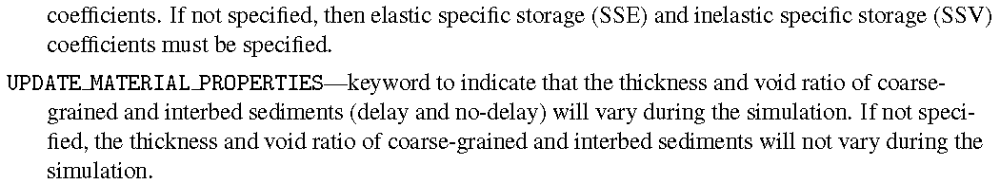 coefficients. If not specified, then elastic specific storage (SSE) and inelastic specific storage (SSV)
coefficients must be specified.
UPDATE_MATERIAL_PROPERTIES—keyword to indicate that the thickness and void ratio of coarse-
grained and interbed sediments (delay and no-delay) will vary during the simulation. If not speci-
fied, the thickness and void ratio of coarse-grained and interbed sediments will not vary during the
simulation.